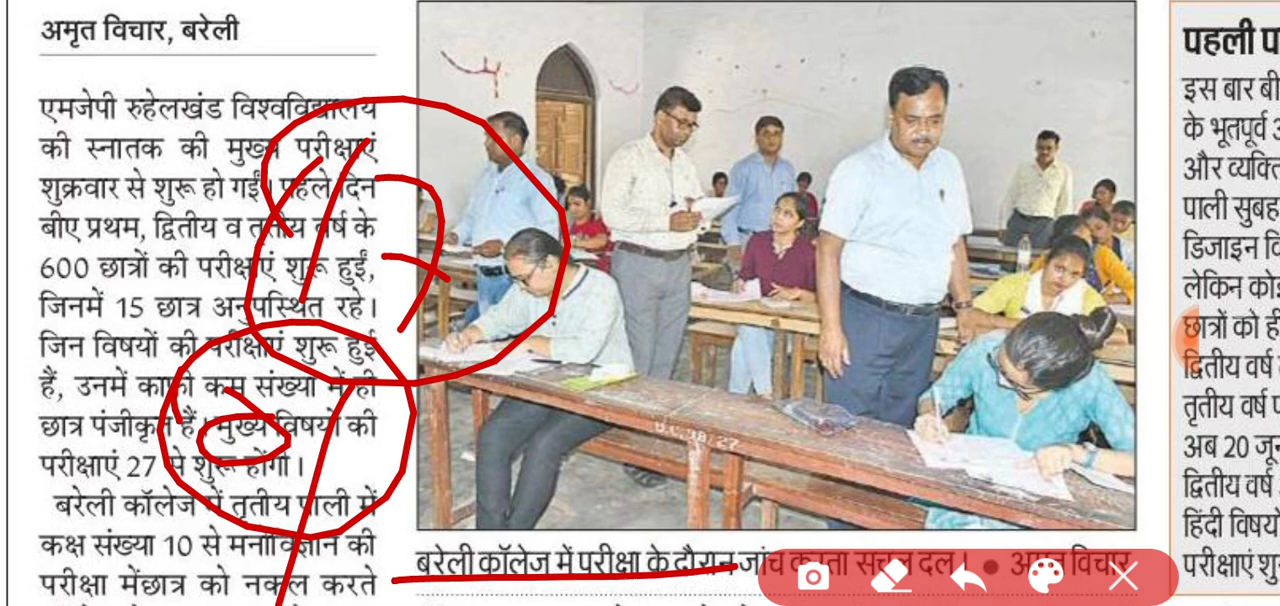 अमृत विचार, बरेली
एमजेपी रुहेलखंड विश्वविद्यालय
की स्नातक की मुख्य परीक्षाएं
शुक्रवार से शुरू हो गईं। पहले दिन
बीए प्रथम, द्वितीय व तृतीय वर्ष के
600 छात्रों की परीक्षाएं शुरू हुईं,
जिनमें 15 छात्र अनुपस्थित रहे।
जिन विषयों की परीक्षाएं शुरू हुई
हैं, उनमें काफी कम संख्या में ही
छात्र पंजीकृत हैं। मुख्य विषयों की
परीक्षाएं 27 से शुरू होंगी।
बरेली कॉलेज में तृतीय पाली में
कक्ष संख्या 10 से मनोविज्ञान की
परीक्षा मेंछात्र को नकल करते
बरेली कॉलेज में परीक्षा के दौरान जांच करता सचल दल। ● अमृत विचार
पहली
इस बार
के भूतपूर्व
और
पाली सुबह
डिजाइन
लेकिन
छात्रों को ही
द्वितीय वर्ष
तृतीय वर्ष
अब 20 जून
द्वितीय वर्ष
हिंदी
परीक्षाएं